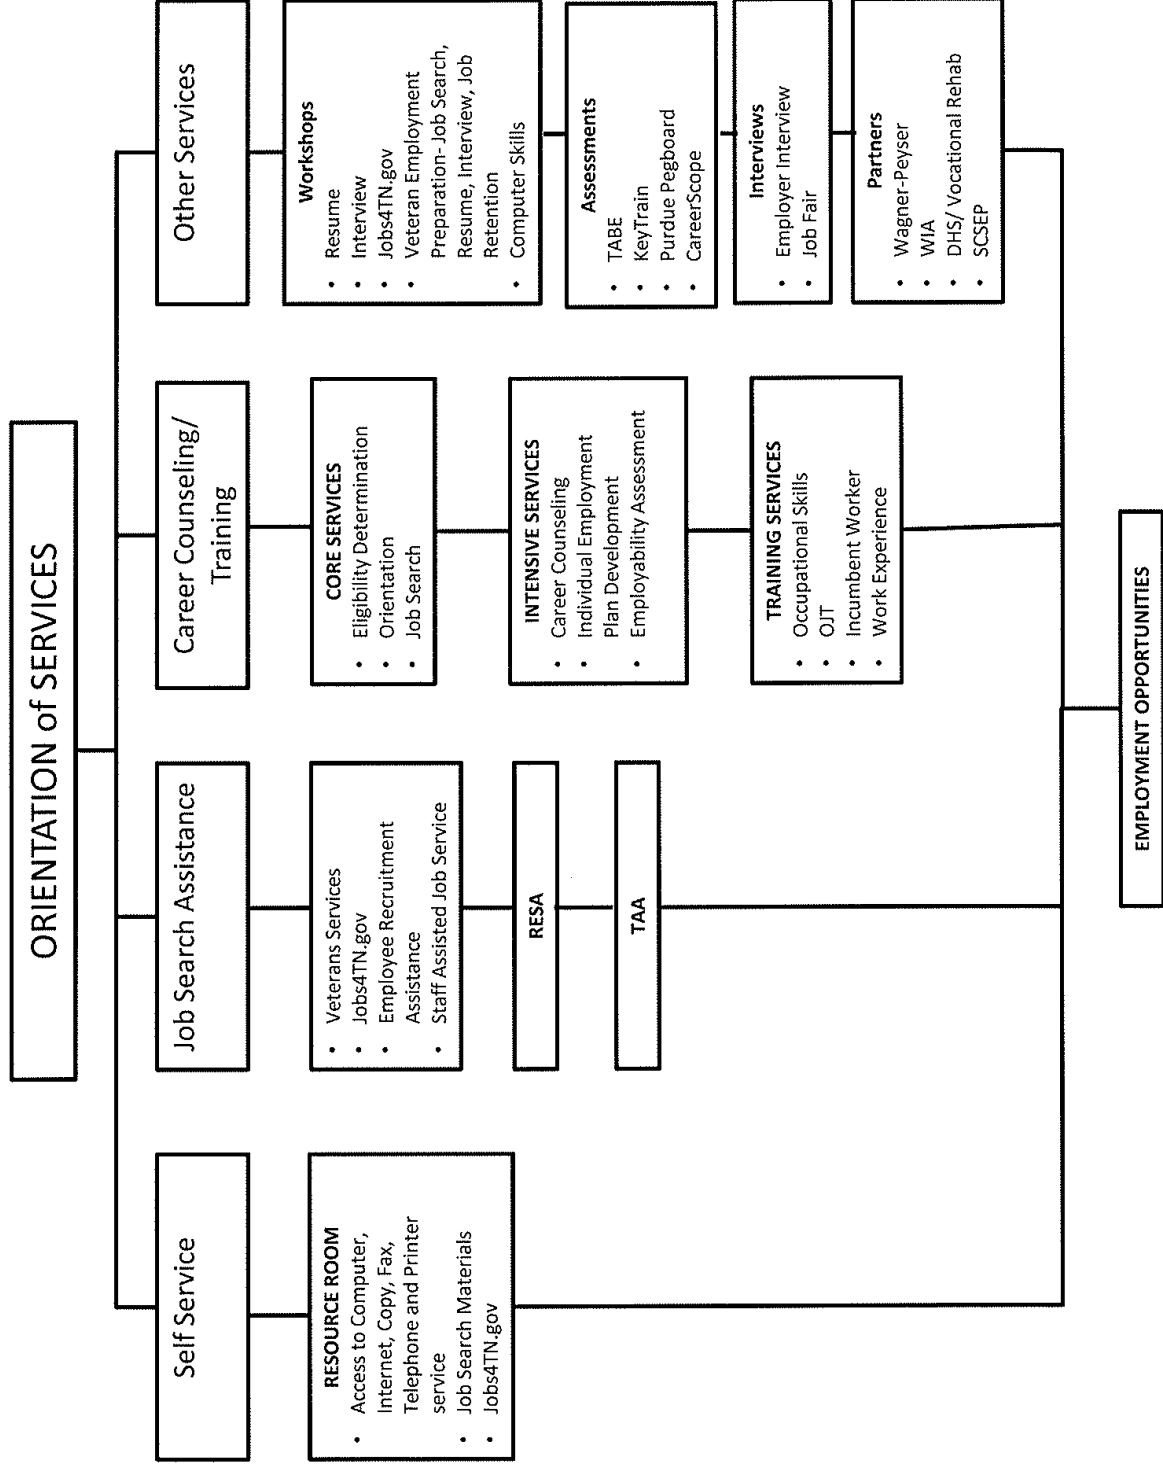 ORIENTATION of SERVICES
Self Service
RESOURCE ROOM
• Access to Computer,
Internet, Copy, Fax,
Telephone and Printer
service
• Job Search Materials
• Jobs4TN.gov
Job Search Assistance
• Veterans Services
• Jobs4TN.gov
• Employee Recruitment
Assistance
• Staff Assisted Job Service
RESA
TAA
Career Counseling/
Training
CORE SERVICES
• Eligibility Determination
• Orientation
• Job Search
INTENSIVE SERVICES
• Career Counseling
• Individual Employment
Plan Development
• Employability Assessment
TRAINING SERVICES
• Occupational Skills
• OJT
• Incumbent Worker
• Work Experience
Other Services
Workshops
• Resume
• Interview
• Jobs4TN.gov
• Veteran Employment
Preparation- Job Search,
Resume, Interview, Job
Retention
• Computer Skills
Assessments
• TABE
• KeyTrain
• Purdue Pegboard
• CareerScope
Interviews
• Employer Interview
• Job Fair
Partners
• Wagner-Peyser
• WIA
• DHS/ Vocational Rehab
• SCSEP
EMPLOYMENT OPPORTUNITIES